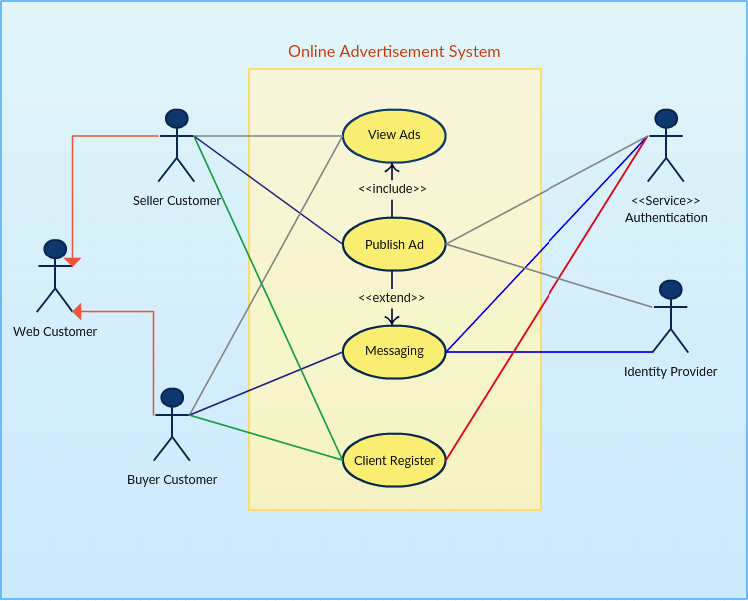 Online Advertisement System
View Ads
<<include>>
Seller Customer
<<Service>>
Authentication
Publish Ad
<<extend>>
Web Customer
Messaging
Identity Provider
Client Register
Buyer Customer